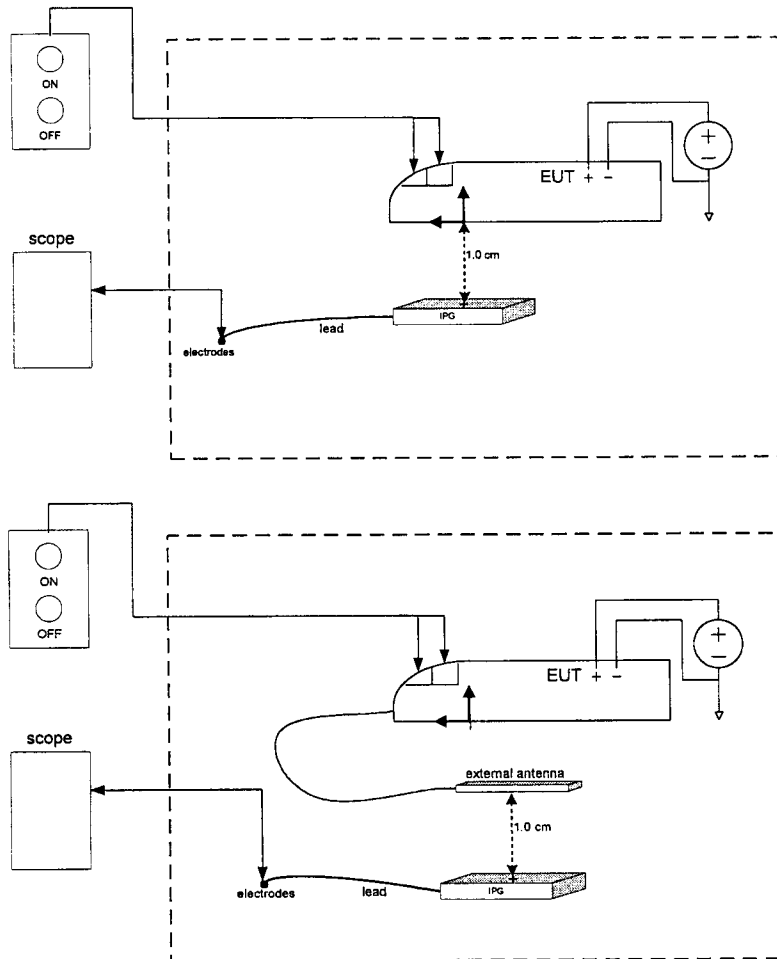 ON
OFF
EUT + −
+
−
scope
1.0 cm
IPG
lead
electrodes
ON
OFF
EUT + −
+
−
scope
external antenna
1.0 cm
IPG
lead
electrodes